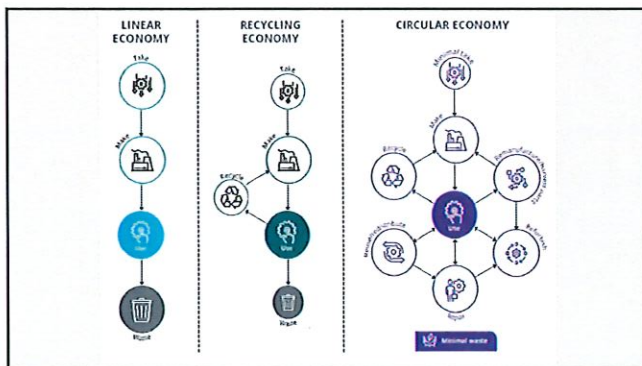 LINEAR
ECONOMY
Take
Make
Use
Waste
RECYCLING
ECONOMY
Take
Make
Recycle
Use
Waste
CIRCULAR ECONOMY
Minimal take
Make
Recycle
Use
Refurbish
Repair
Minimal waste